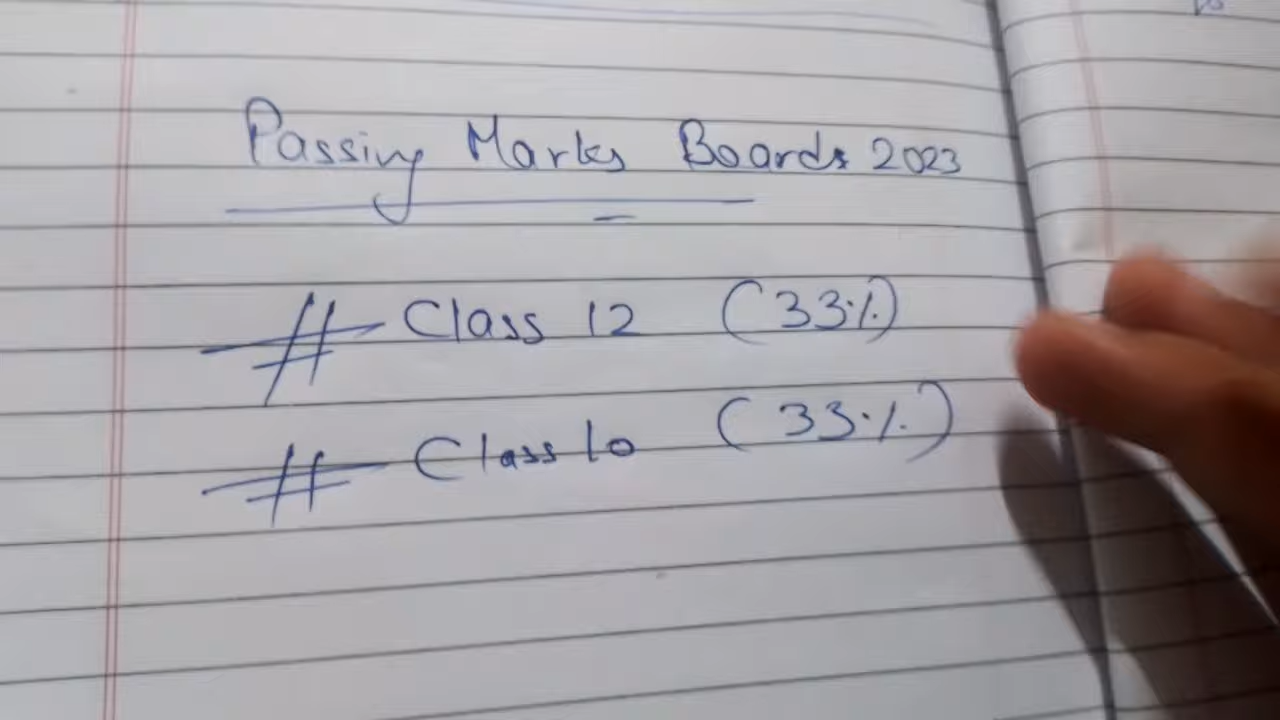 Passing Marks Boards 2023
# Class 12 (33%)
# Class 10 (33%)